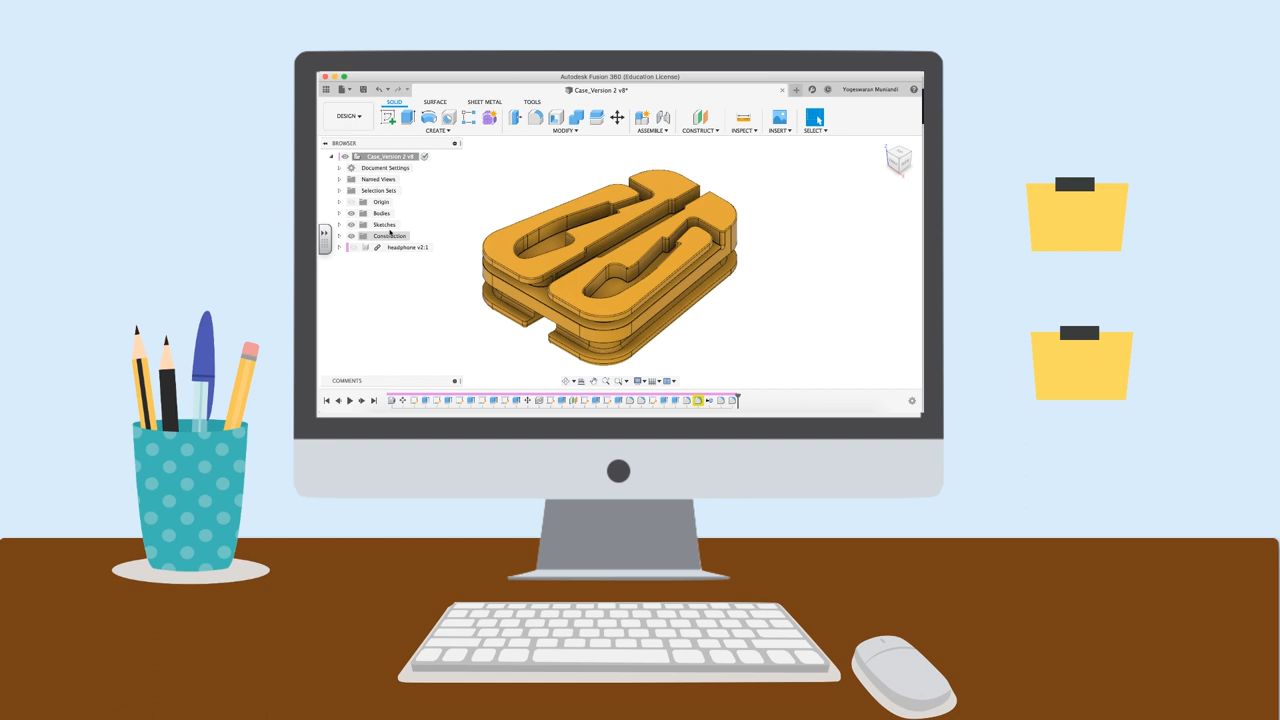 Autodesk Fusion 360 (Education License)
Case_Version 2 v8*
Yogeswaran Muniandi
SOLID SURFACE SHEET METAL TOOLS
DESIGN
CREATE MODIFY ASSEMBLE CONSTRUCT INSPECT INSERT SELECT
BROWSER
Case_Version 2 v8
Document Settings
Named Views
Selection Sets
Origin
Bodies
Sketches
Construction
headphone v2:1
COMMENTS